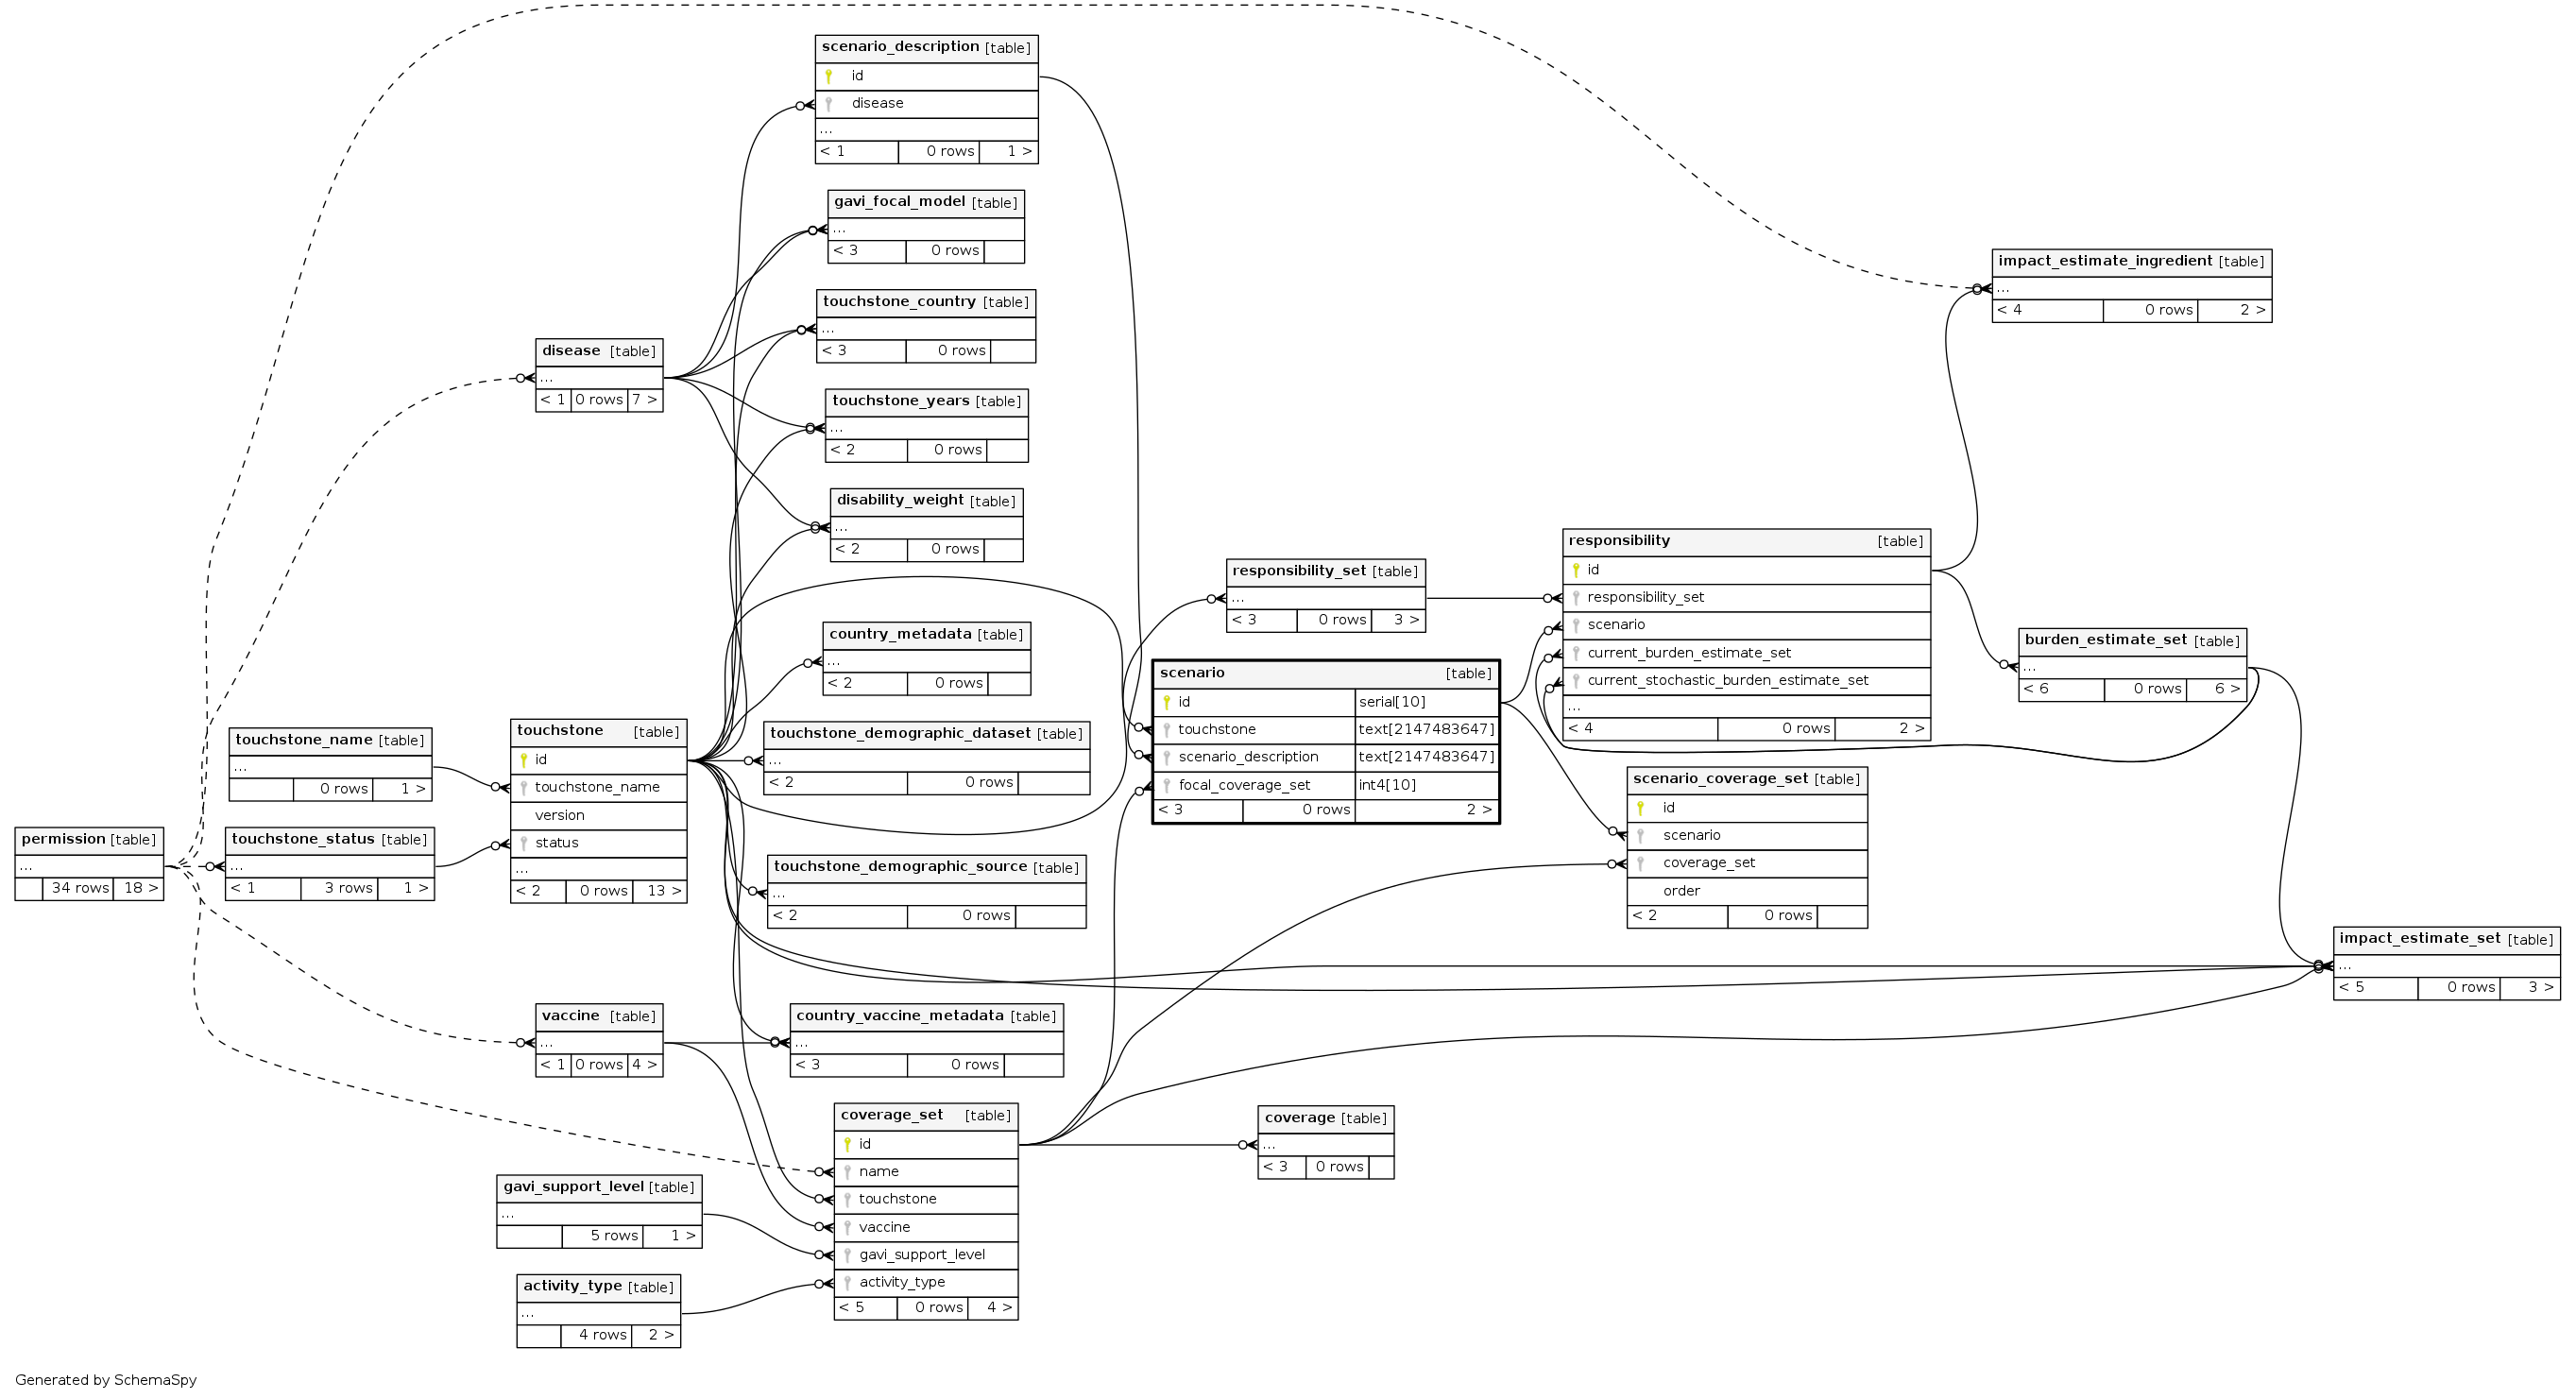 scenario_description [table]
id
disease
...
< 1 0 rows 1 >
gavi_focal_model [table]
...
< 3 0 rows
touchstone_country [table]
...
< 3 0 rows
touchstone_years [table]
...
< 2 0 rows
disability_weight [table]
...
< 2 0 rows
disease [table]
...
< 1 0 rows 7 >
impact_estimate_ingredient [table]
...
< 4 0 rows 2 >
responsibility_set [table]
...
< 3 0 rows 3 >
responsibility [table]
id
responsibility_set
scenario
current_burden_estimate_set
current_stochastic_burden_estimate_set
...
< 4 0 rows 2 >
burden_estimate_set [table]
...
< 6 0 rows 6 >
country_metadata [table]
...
< 2 0 rows
scenario [table]
id serial[10]
touchstone text[2147483647]
scenario_description text[2147483647]
focal_coverage_set int4[10]
< 3 0 rows 2 >
touchstone_name [table]
...
0 rows 1 >
touchstone [table]
id
touchstone_name
version
status
...
< 2 0 rows 13 >
touchstone_demographic_dataset [table]
...
< 2 0 rows
scenario_coverage_set [table]
id
scenario
coverage_set
order
< 2 0 rows
permission [table]
...
34 rows 18 >
touchstone_status [table]
...
< 1 3 rows 1 >
touchstone_demographic_source [table]
...
< 2 0 rows
impact_estimate_set [table]
...
< 5 0 rows 3 >
vaccine [table]
...
< 1 0 rows 4 >
country_vaccine_metadata [table]
...
< 3 0 rows
coverage_set [table]
id
name
touchstone
vaccine
gavi_support_level
activity_type
< 5 0 rows 4 >
coverage [table]
...
< 3 0 rows
gavi_support_level [table]
...
5 rows 1 >
activity_type [table]
...
4 rows 2 >
Generated by SchemaSpy